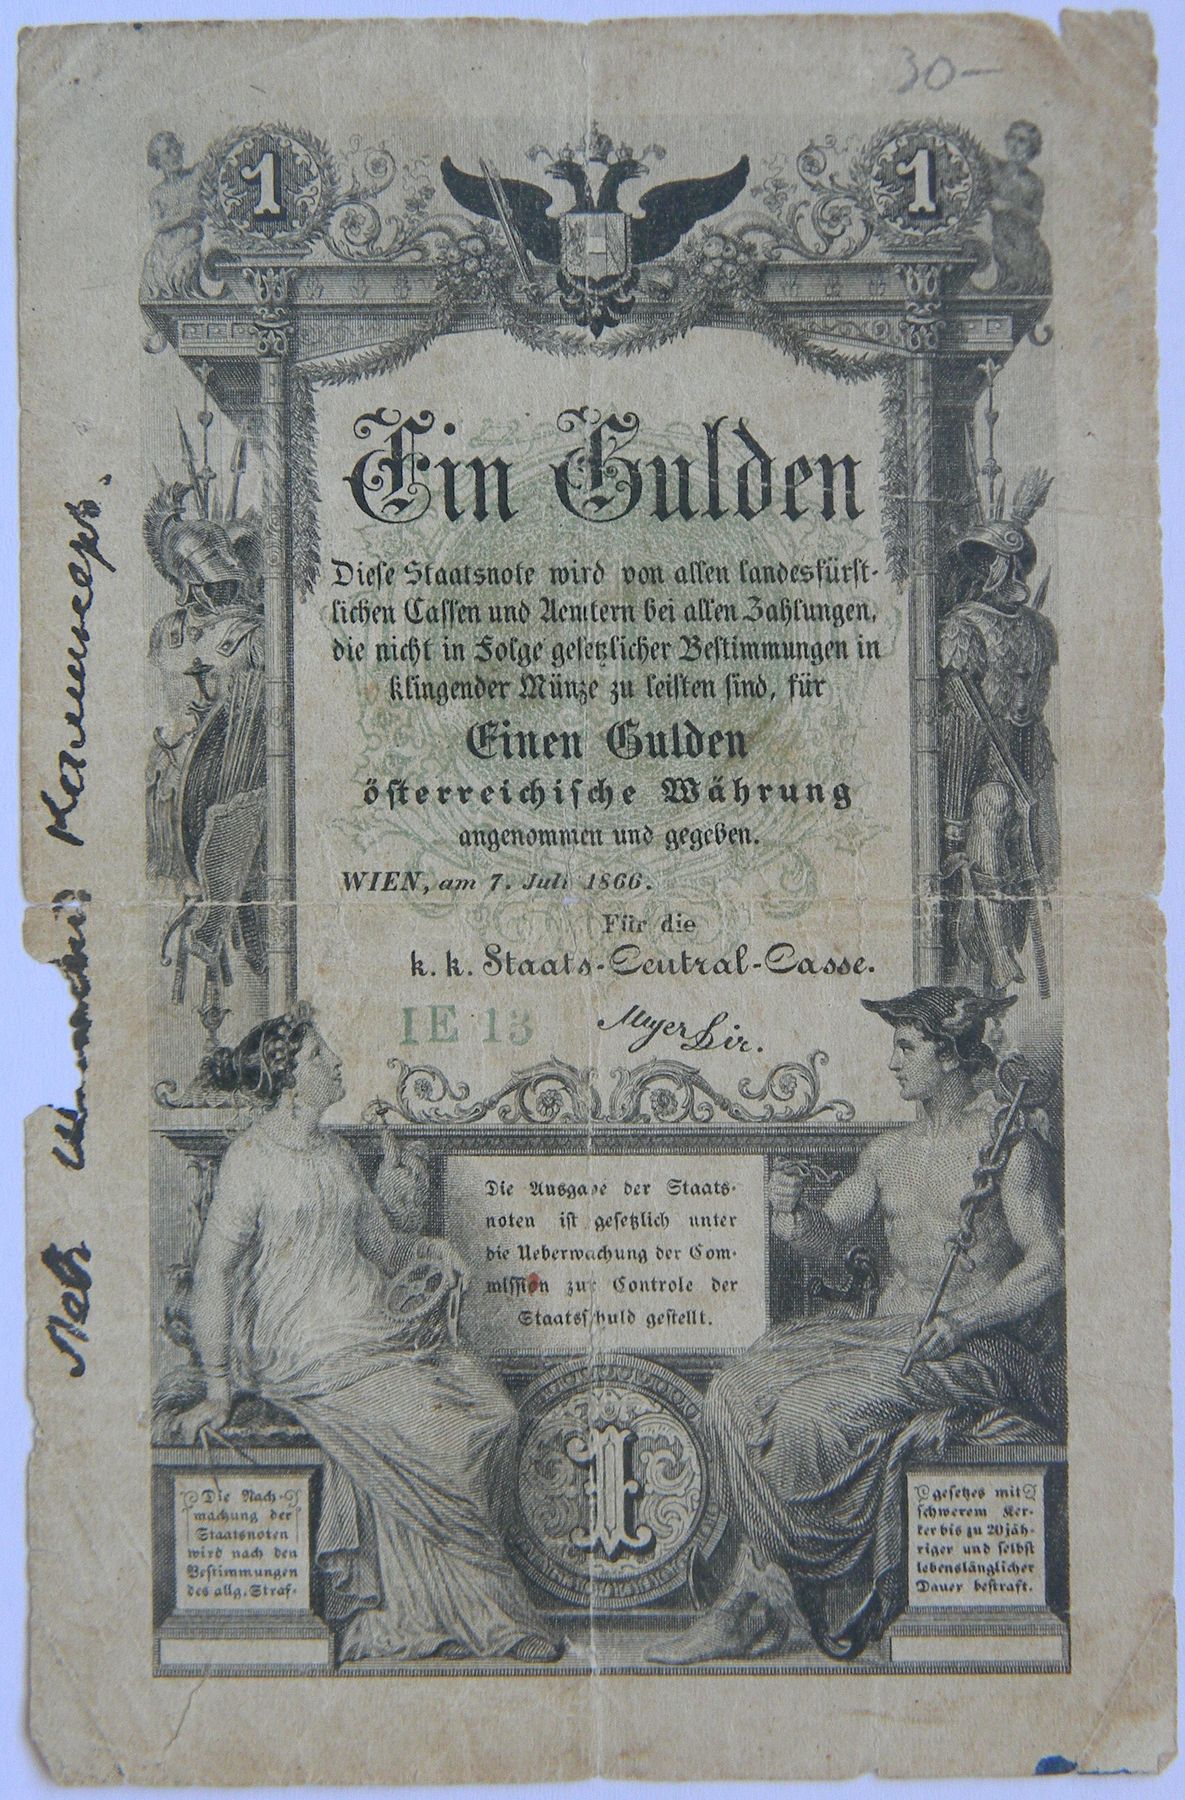 30-
1 1
Ein Gulden
Diese Staatsnote wird von allen landesfürst-
lichen Cassen und Aemtern bei allen Zahlungen,
die nicht in Folge gesetzlicher Bestimmungen in
klingender Münze zu leisten sind, für
Einen Gulden
österreichische Währung
angenommen und gegeben.
WIEN, am 7. Juli 1866.
Für die
k. k. Staats-Central-Casse.
IE 13
Meyer Dir.
Die Ausgabe der Staats-
noten ist gesetzlich unter
die Ueberwachung der Com-
mission zur Controle der
Staatsschuld gestellt.
1
Die Nach-
machung der
Staatsnoten
wird nach den
Bestimmungen
des allg. Straf-
gesetzes mit
schwerem Ker-
ker bis zu 20jäh-
riger und selbst
lebenslänglicher
Dauer bestraft.